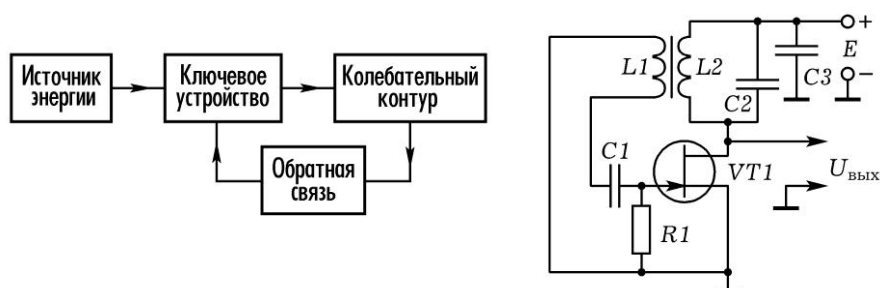 Источник
энергии
Ключевое
устройство
Колебательный
контур
Обратная
связь
L1
L2
C2
C3
+
E
−
C1
VT1
Uвых
R1